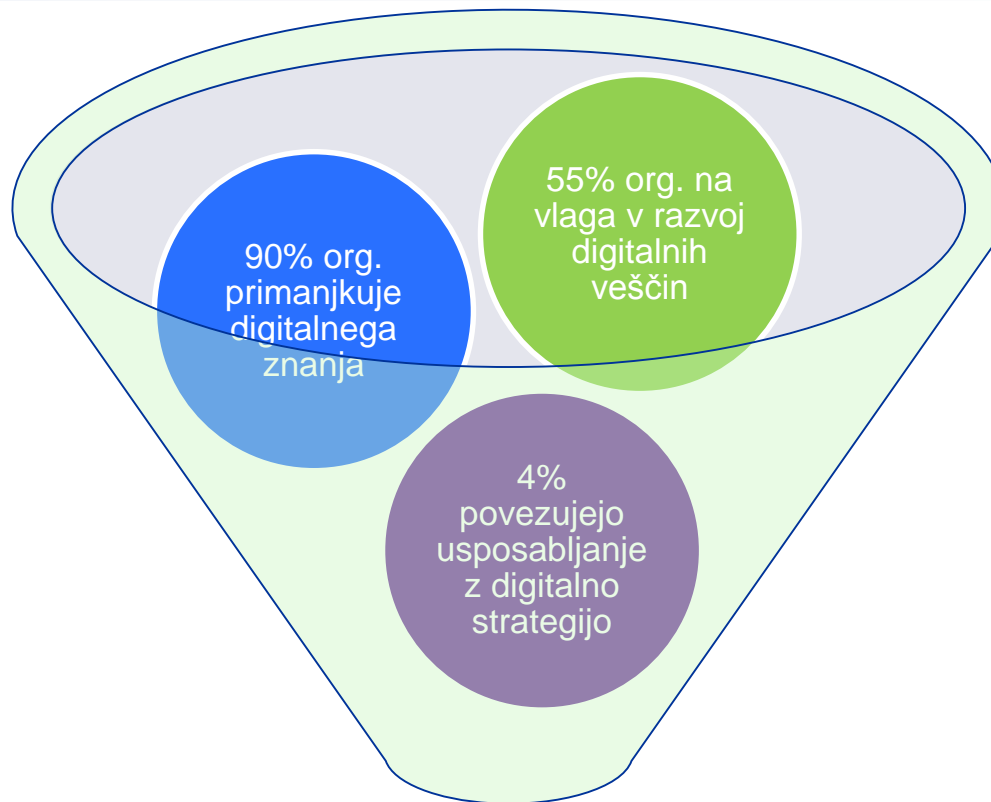 90% org.
primanjkuje
digitalnega
znanja
55% org. na
vlaga v razvoj
digitalnih
veščin
4%
povezujejo
usposabljanje
z digitalno
strategijo